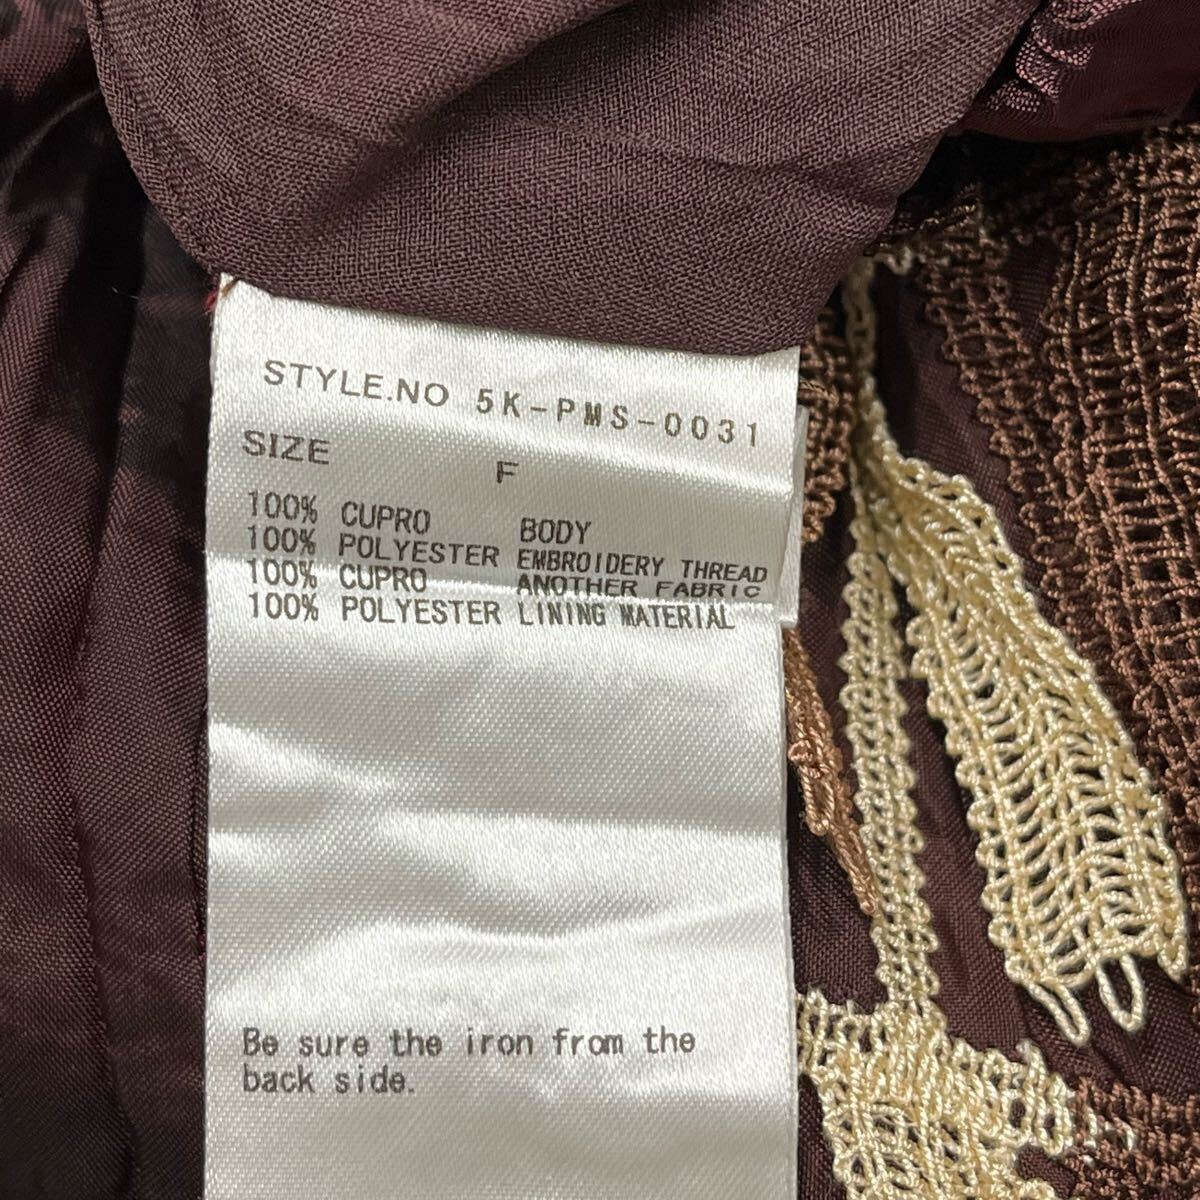 STYLE.NO 5K-PMS-0031
SIZE F
100% CUPRO BODY
100% POLYESTER EMBROIDERY THREAD
100% CUPRO ANOTHER FABRIC
100% POLYESTER LINING MATERIAL
Be sure the iron from the
back side.